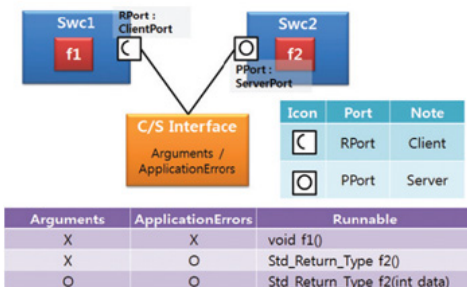 Swc1
RPort :
ClientPort
f1
Swc2
f2
PPort :
ServerPort
C/S Interface
Arguments /
ApplicationErrors
Icon Port Note
RPort Client
PPort Server
Arguments ApplicationErrors Runnable
X X void f1()
X O Std_Return_Type f2()
O O Std_Return_Type f2(int data)